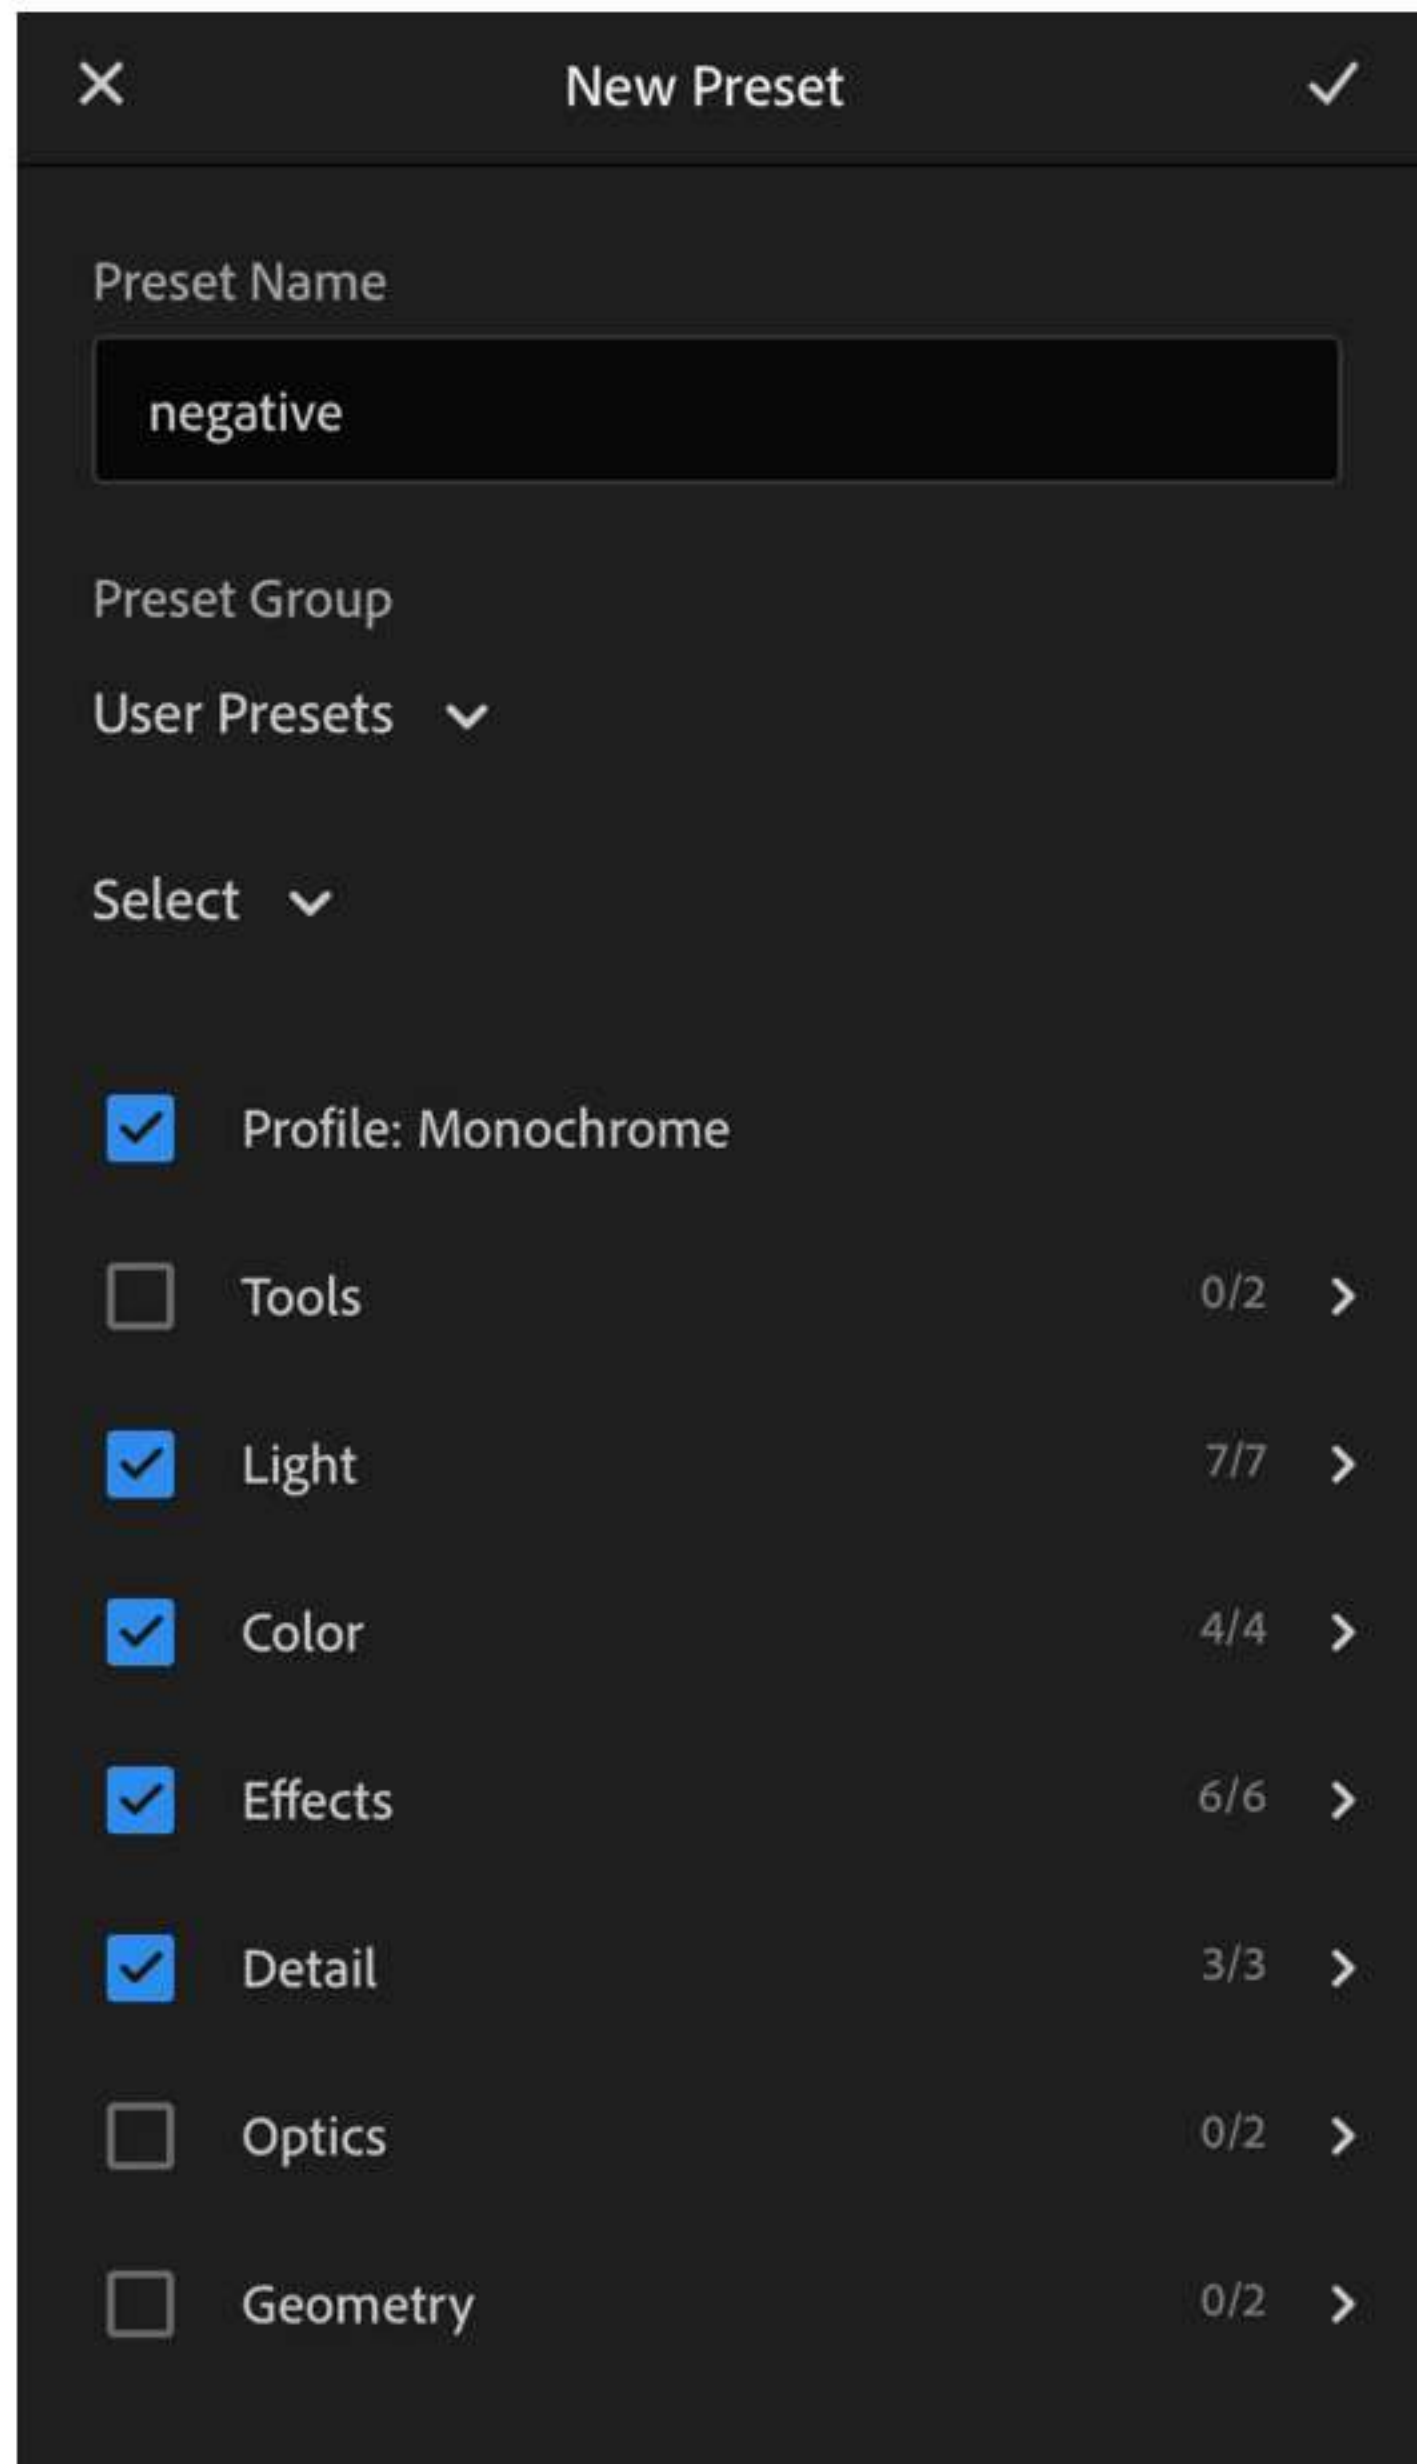 New Preset
Preset Name
negative
Preset Group
User Presets
Select
Profile: Monochrome
Tools 0/2
Light 7/7
Color 4/4
Effects 6/6
Detail 3/3
Optics 0/2
Geometry 0/2